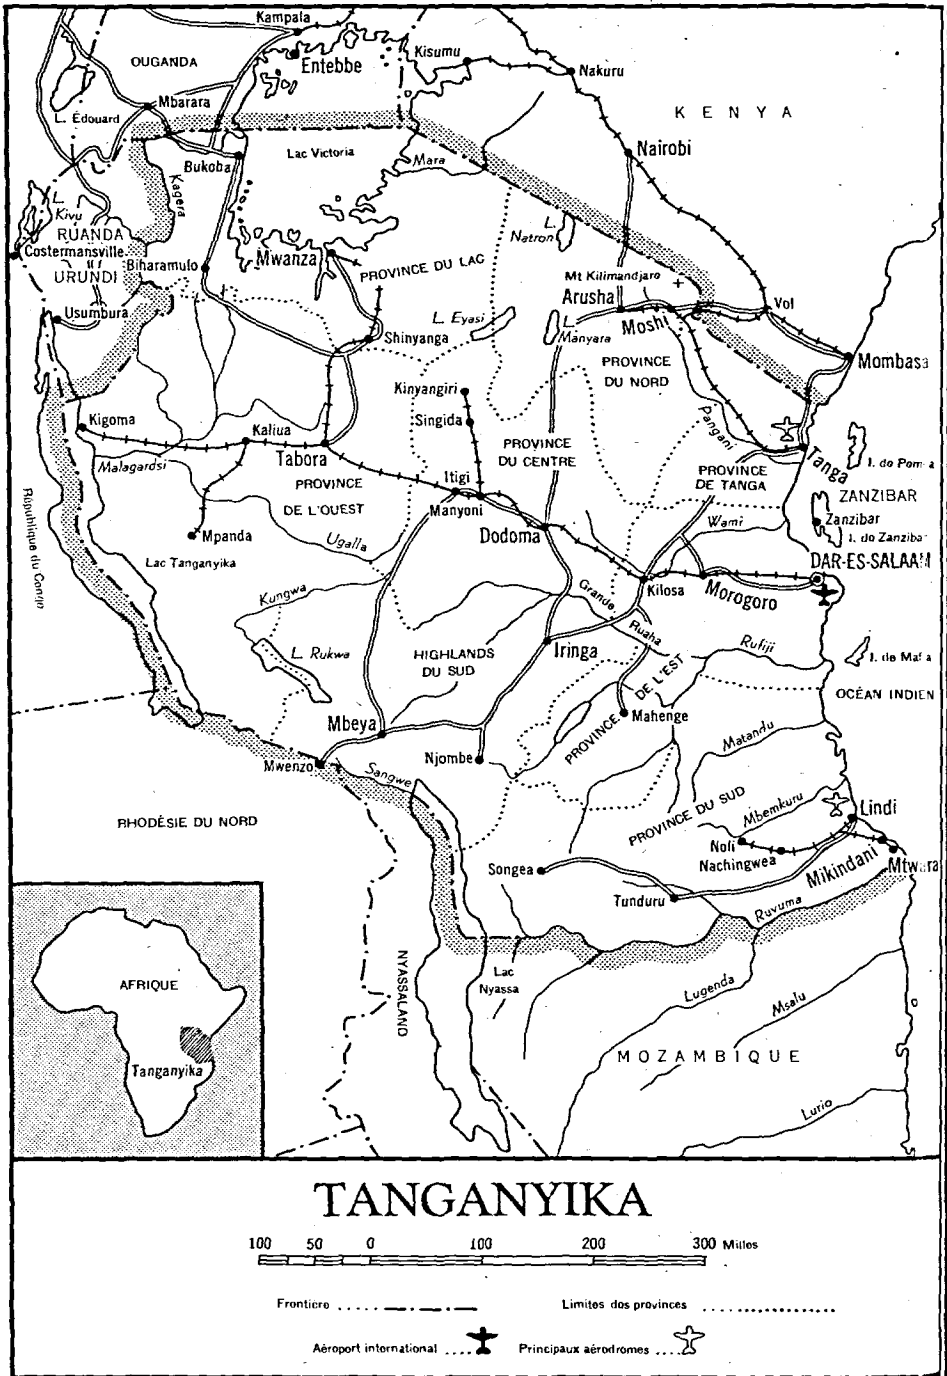 Kampala
Entebbe
Kisumu
Nakuru
OUGANDA
Mbarara
L. Édouard
KENYA
Nairobi
Lac Victoria
Bukoba
Kagera
Mara
L.
Kivu
RUANDA
Costermansville
URUNDI
Biharamulo
Usumbura
Mwanza
PROVINCE DU LAC
L.
Natron
Mt Kilimandjaro
Arusha
Moshi
Voi
L. Eyasi
L.
Manyara
Shinyanga
Mombasa
PROVINCE
DU NORD
Kinyangiri
Singida
Kigoma
Kaliua
Tabora
Malagardsi
PROVINCE
DU CENTRE
Pangani
Tanga
PROVINCE
DE TANGA
ZANZIBAR
Zanzibar
Itigi
Manyoni
PROVINCE
DE L'OUEST
Dodoma
Wami
Mpanda
Ugalla
DAR-ES-SALAAM
Lac Tanganyika
République du Congo
Kungwa
Kilosa
Morogoro
Grande
Ruaha
L. Rukwa
HIGHLANDS
DU SUD
Iringa
Rufiji
OCÉAN INDIEN
PROVINCE DE L'EST
Mbeya
Mahenge
Matandu
Mwenzo
Njombe
Sangwe
RHODÉSIE DU NORD
PROVINCE DU SUD
Mbemkuru
Lindi
Noli
Nachingwea
Mikindani
Mtwara
Songea
Tunduru
Ruvuma
NYASSALAND
Lac
Nyassa
Lugenda
Msalu
MOZAMBIQUE
Lurio
AFRIQUE
Tanganyika
TANGANYIKA
100 50 0 100 200 300 Milles
Frontière ..... Limites des provinces
Aéroport international .... Principaux aérodromes ....